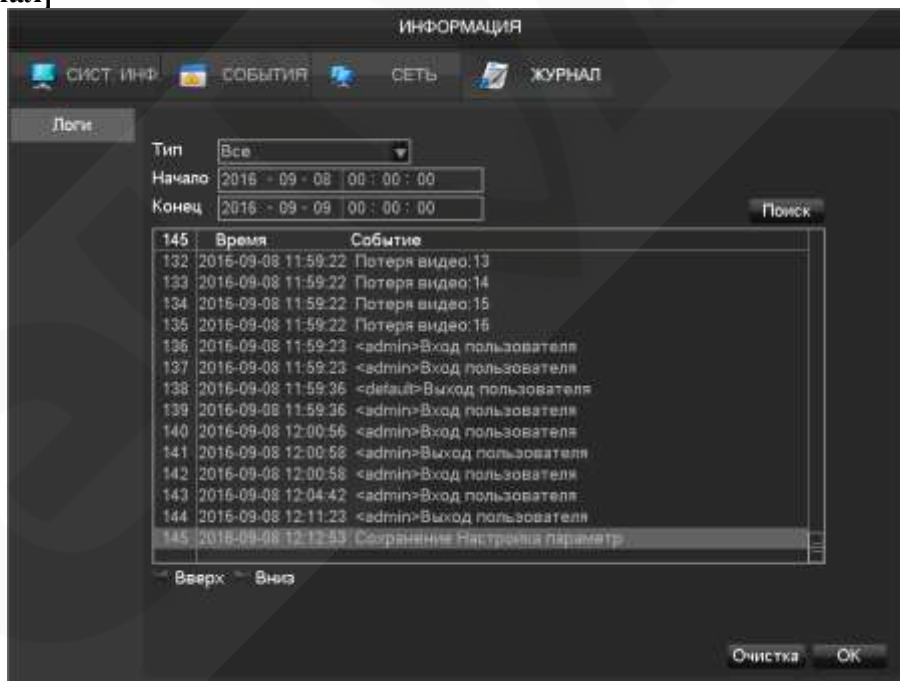 ИНФОРМАЦИЯ
СИСТ. ИНФ. СОБЫТИЯ СЕТЬ ЖУРНАЛ
Логи
Тип Все
Начало 2016 - 09 - 08 00 : 00 : 00
Конец 2016 - 09 - 09 00 : 00 : 00
Поиск
145 Время Событие
132 2016-09-08 11:59:22 Потеря видео:13
133 2016-09-08 11:59:22 Потеря видео:14
134 2016-09-08 11:59:22 Потеря видео:15
135 2016-09-08 11:59:22 Потеря видео:16
136 2016-09-08 11:59:23 <admin>Вход пользователя
137 2016-09-08 11:59:23 <admin>Вход пользователя
138 2016-09-08 11:59:36 <default>Выход пользователя
139 2016-09-08 11:59:36 <admin>Вход пользователя
140 2016-09-08 12:00:56 <admin>Вход пользователя
141 2016-09-08 12:00:58 <admin>Выход пользователя
142 2016-09-08 12:00:58 <admin>Вход пользователя
143 2016-09-08 12:04:42 <admin>Вход пользователя
144 2016-09-08 12:11:23 <admin>Выход пользователя
145 2016-09-08 12:12:53 Сохранение Настройка параметр
Вверх Вниз
Очистка ОК